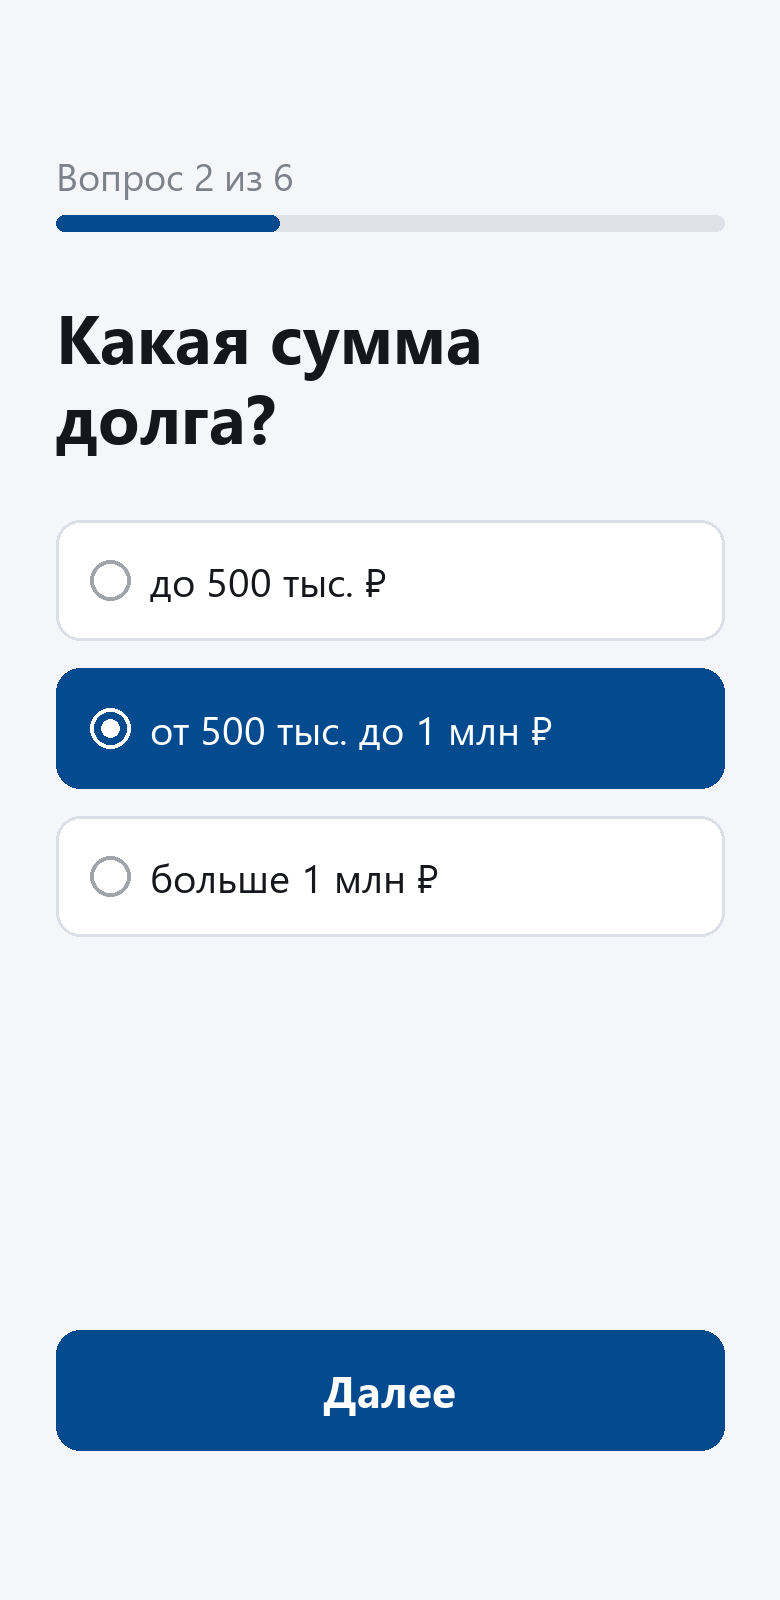 Вопрос 2 из 6
Какая сумма
долга?
до 500 тыс. ₽
от 500 тыс. до 1 млн ₽
больше 1 млн ₽
Далее